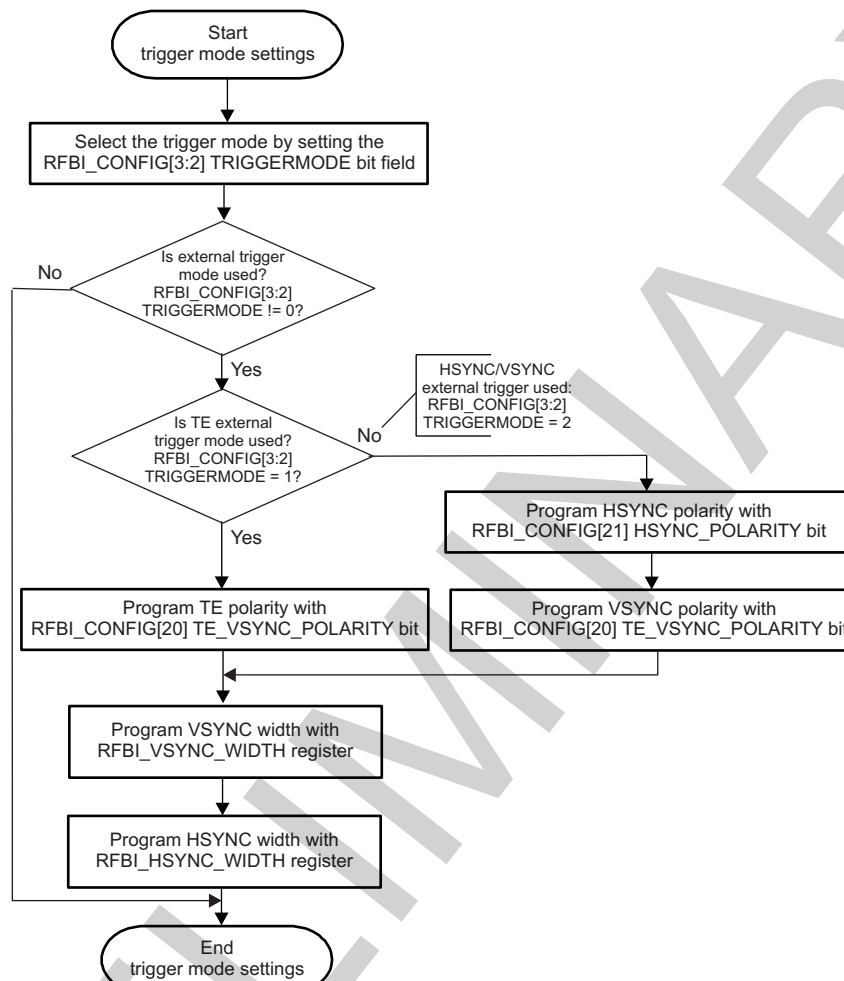 Start
trigger mode settings
Select the trigger mode by setting the
RFBI_CONFIG[3:2] TRIGGERMODE bit field
Is external trigger
mode used?
RFBI_CONFIG[3:2]
TRIGGERMODE != 0?
No
Yes
HSYNC/VSYNC
external trigger used:
RFBI_CONFIG[3:2]
TRIGGERMODE = 2
Is TE external
trigger mode used?
RFBI_CONFIG[3:2]
TRIGGERMODE = 1?
No
Yes
Program HSYNC polarity with
RFBI_CONFIG[21] HSYNC_POLARITY bit
Program TE polarity with
RFBI_CONFIG[20] TE_VSYNC_POLARITY bit
Program VSYNC polarity with
RFBI_CONFIG[20] TE_VSYNC_POLARITY bit
Program VSYNC width with
RFBI_VSYNC_WIDTH register
Program HSYNC width with
RFBI_HSYNC_WIDTH register
End
trigger mode settings